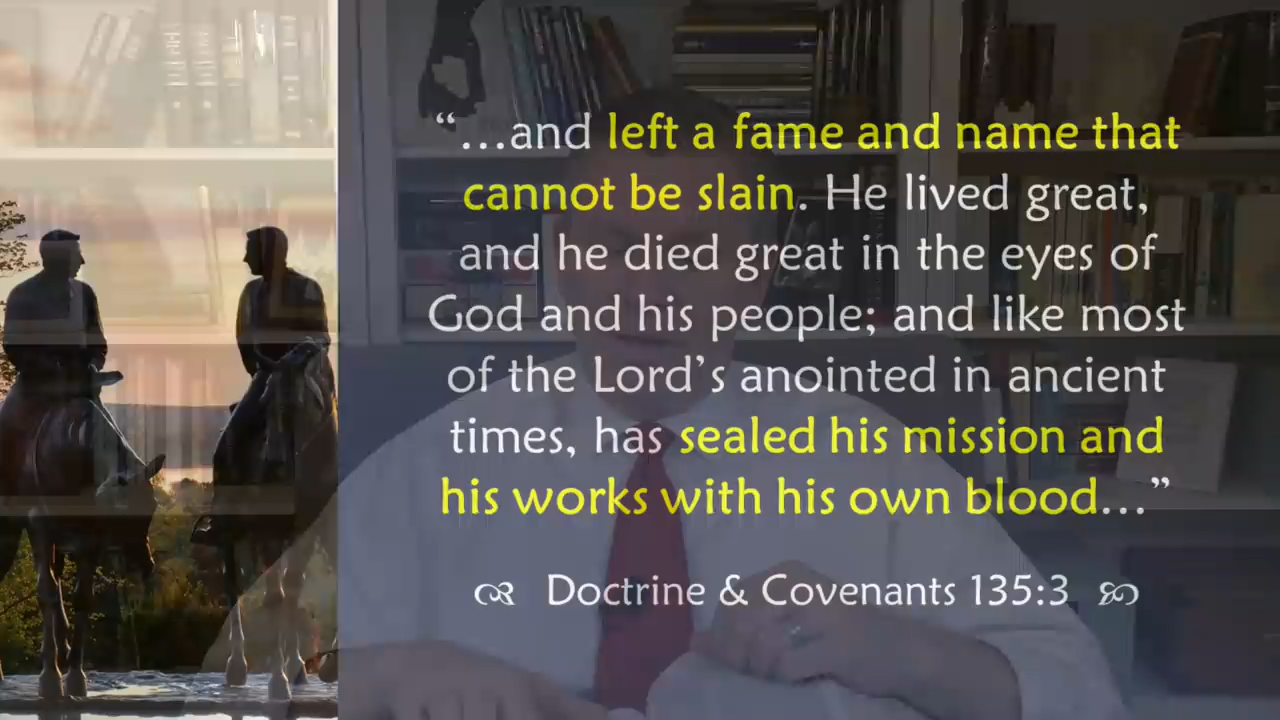 “…and left a fame and name that
cannot be slain. He lived great,
and he died great in the eyes of
God and his people; and like most
of the Lord’s anointed in ancient
times, has sealed his mission and
his works with his own blood…”
Doctrine & Covenants 135:3